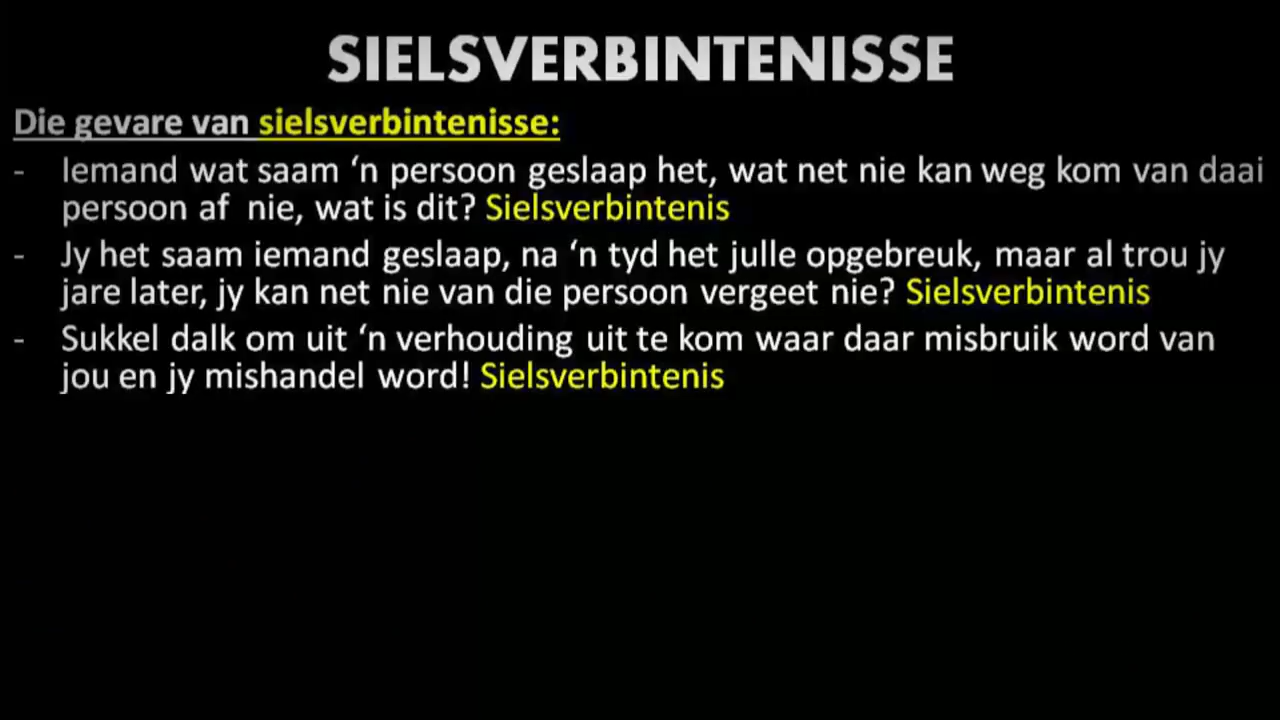 SIELSVERBINTENISSE
Die gevare van sielsverbintenisse:
- Iemand wat saam ‘n persoon geslaap het, wat net nie kan weg kom van daai
persoon af nie, wat is dit? Sielsverbintenis
- Jy het saam iemand geslaap, na ‘n tyd het julle opgebreuk, maar al trou jy
jare later, jy kan net nie van die persoon vergeet nie? Sielsverbintenis
- Sukkel dalk om uit ‘n verhouding uit te kom waar daar misbruik word van
jou en jy mishandel word! Sielsverbintenis